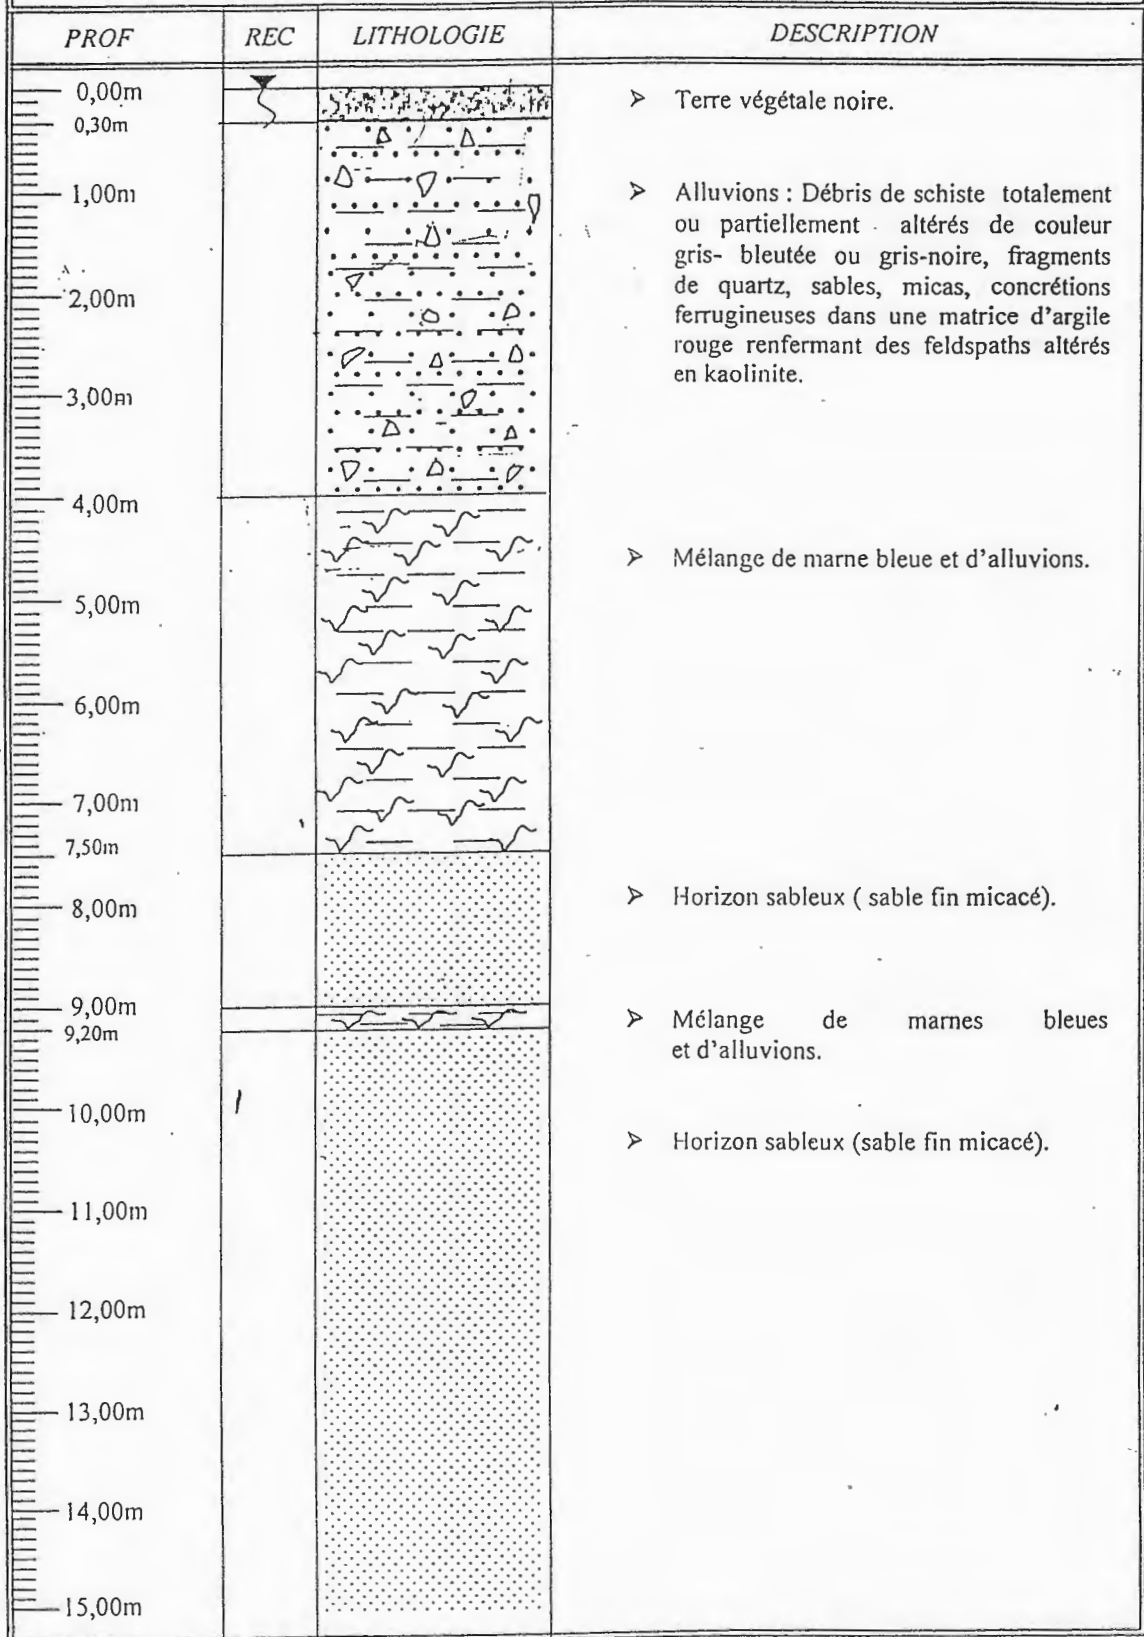 PROF REC LITHOLOGIE DESCRIPTION
0,00m
➢ Terre végétale noire.
0,30m
1,00m
➢ Alluvions : Débris de schiste totalement
ou partiellement altérés de couleur
gris- bleutée ou gris-noire, fragments
de quartz, sables, micas, concrétions
2,00m
ferrugineuses dans une matrice d'argile
rouge renfermant des feldspaths altérés
en kaolinite.
3,00m
4,00m
➢ Mélange de marne bleue et d'alluvions.
5,00m
6,00m
7,00m
7,50m
➢ Horizon sableux ( sable fin micacé).
8,00m
9,00m
➢ Mélange de marnes bleues
9,20m
et d'alluvions.
10,00m
➢ Horizon sableux (sable fin micacé).
11,00m
12,00m
13,00m
14,00m
15,00m